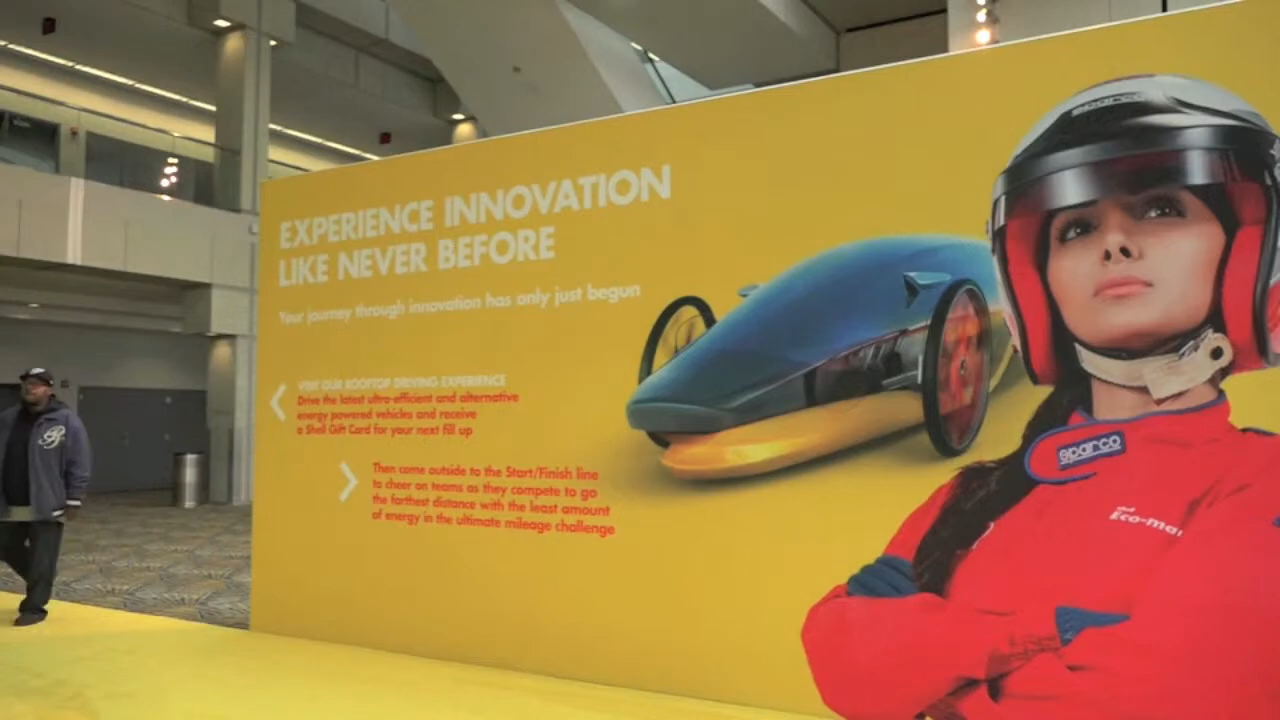 EXPERIENCE INNOVATION
LIKE NEVER BEFORE
Your journey through innovation has only just begun
VISIT OUR ROOFTOP DRIVING EXPERIENCE
Drive the latest ultra-efficient and alternative
energy powered vehicles and receive
a Shell Gift Card for your next fill up
Then come outside to the Start/Finish line
to cheer on teams as they compete to go
the farthest distance with the least amount
of energy in the ultimate mileage challenge
sparco
sparco
shell
Eco-mar